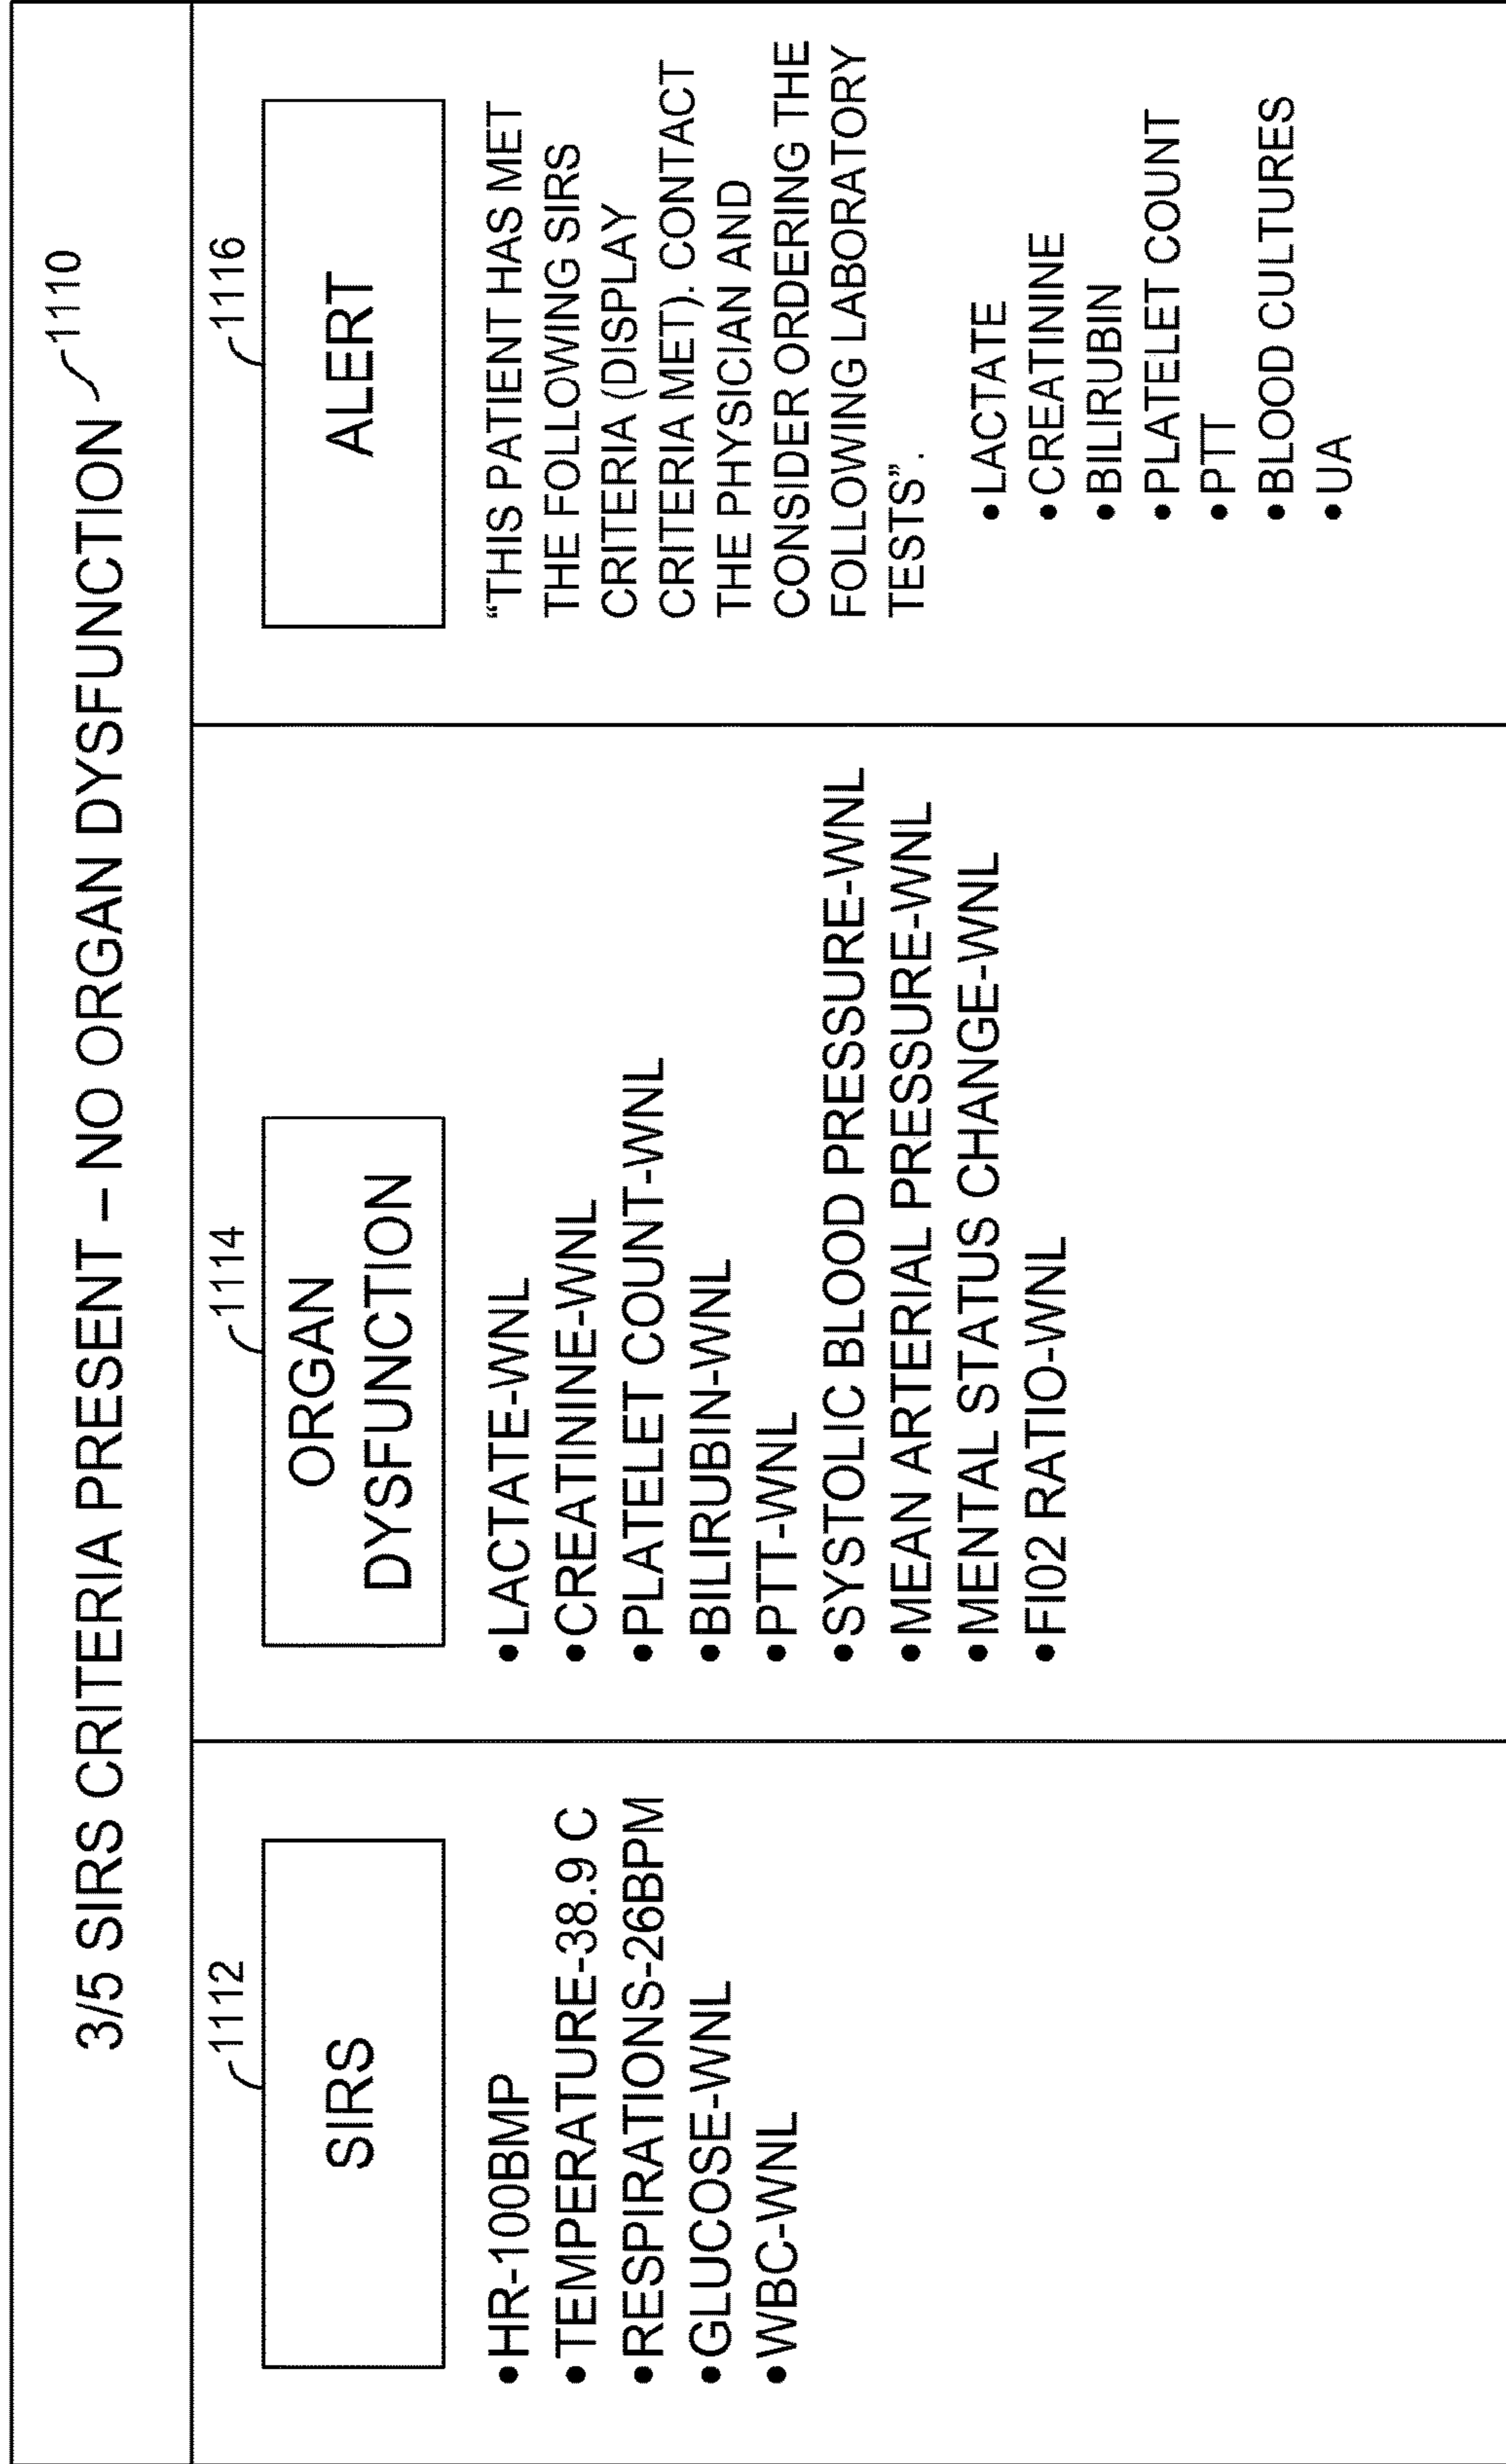 3/5 SIRS CRITERIA PRESENT – NO ORGAN DYSFUNCTION 1110
1112
SIRS
•HR-100BMP
•TEMPERATURE-38.9 C
•RESPIRATIONS-26BPM
•GLUCOSE-WNL
•WBC-WNL
1114
ORGAN
DYSFUNCTION
•LACTATE-WNL
•CREATININE-WNL
•PLATELET COUNT-WNL
•BILIRUBIN-WNL
•PTT-WNL
•SYSTOLIC BLOOD PRESSURE-WNL
•MEAN ARTERIAL PRESSURE-WNL
•MENTAL STATUS CHANGE-WNL
•FI02 RATIO-WNL
1116
ALERT
“THIS PATIENT HAS MET
THE FOLLOWING SIRS
CRITERIA (DISPLAY
CRITERIA MET). CONTACT
THE PHYSICIAN AND
CONSIDER ORDERING THE
FOLLOWING LABORATORY
TESTS”.
•LACTATE
•CREATININE
•BILIRUBIN
•PLATELET COUNT
•PTT
•BLOOD CULTURES
•UA